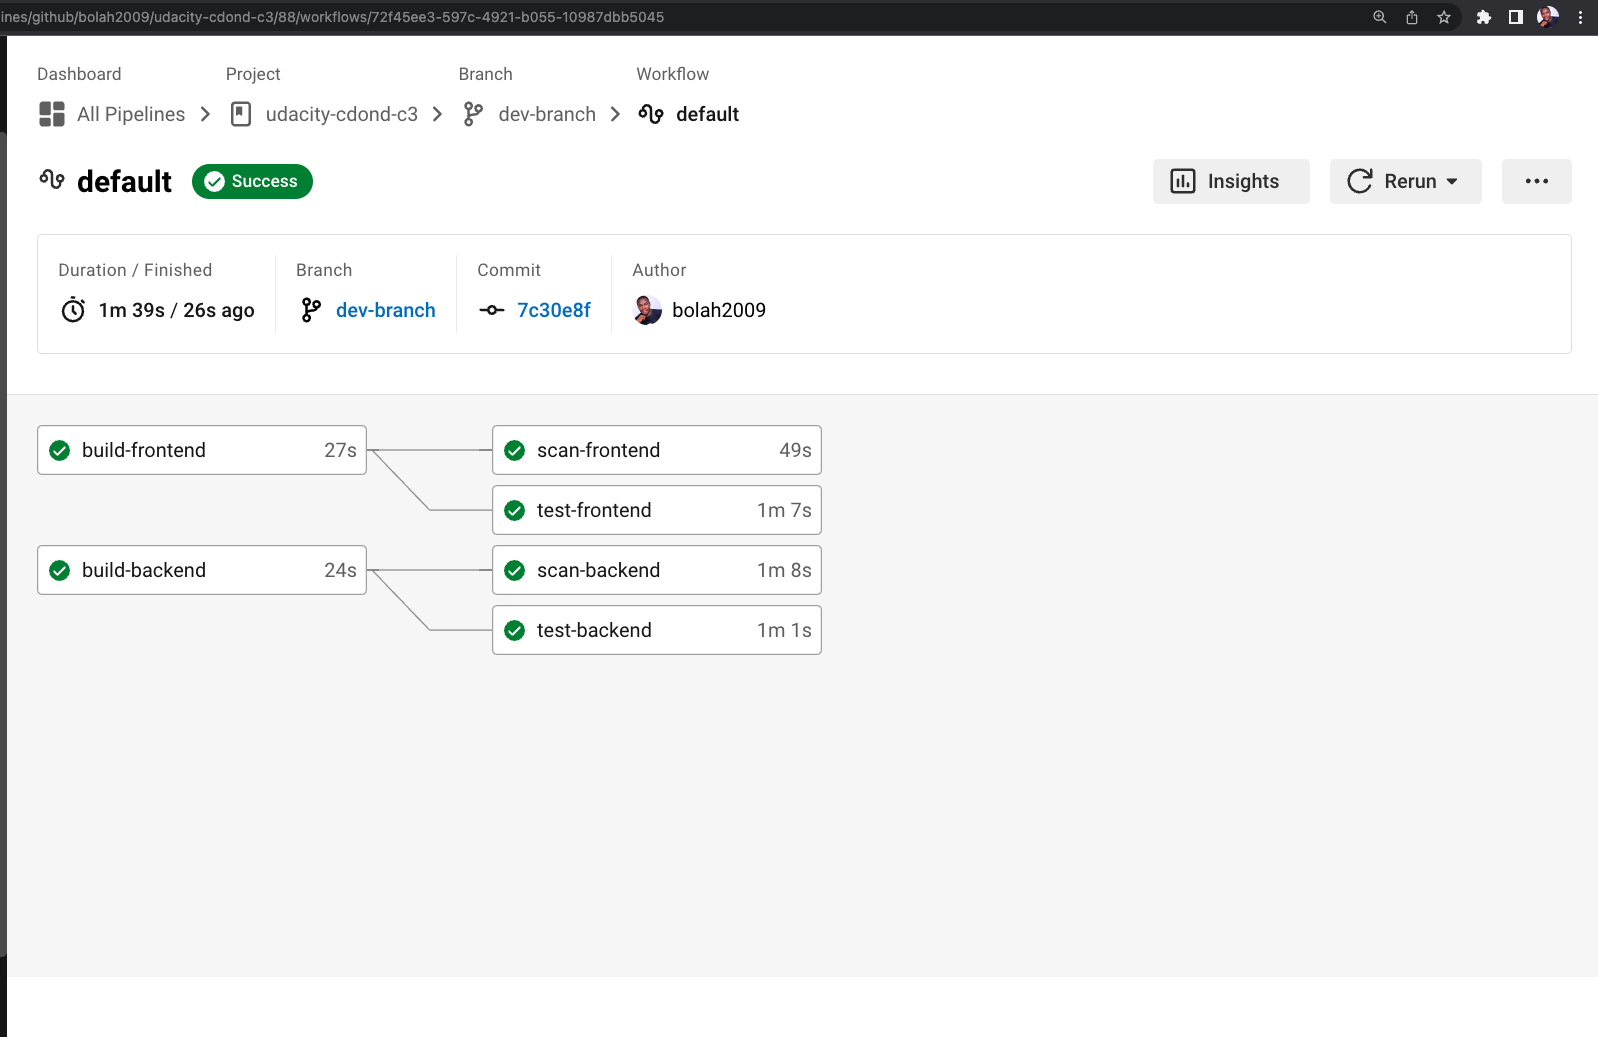 ines/github/bolah2009/udacity-cdond-c3/88/workflows/72f45ee3-597c-4921-b055-10987dbb5045
Dashboard Project Branch Workflow
All Pipelines udacity-cdond-c3 dev-branch default
default Success Insights Rerun
Duration / Finished Branch Commit Author
1m 39s / 26s ago dev-branch 7c30e8f bolah2009
build-frontend 27s scan-frontend 49s
test-frontend 1m 7s
build-backend 24s scan-backend 1m 8s
test-backend 1m 1s